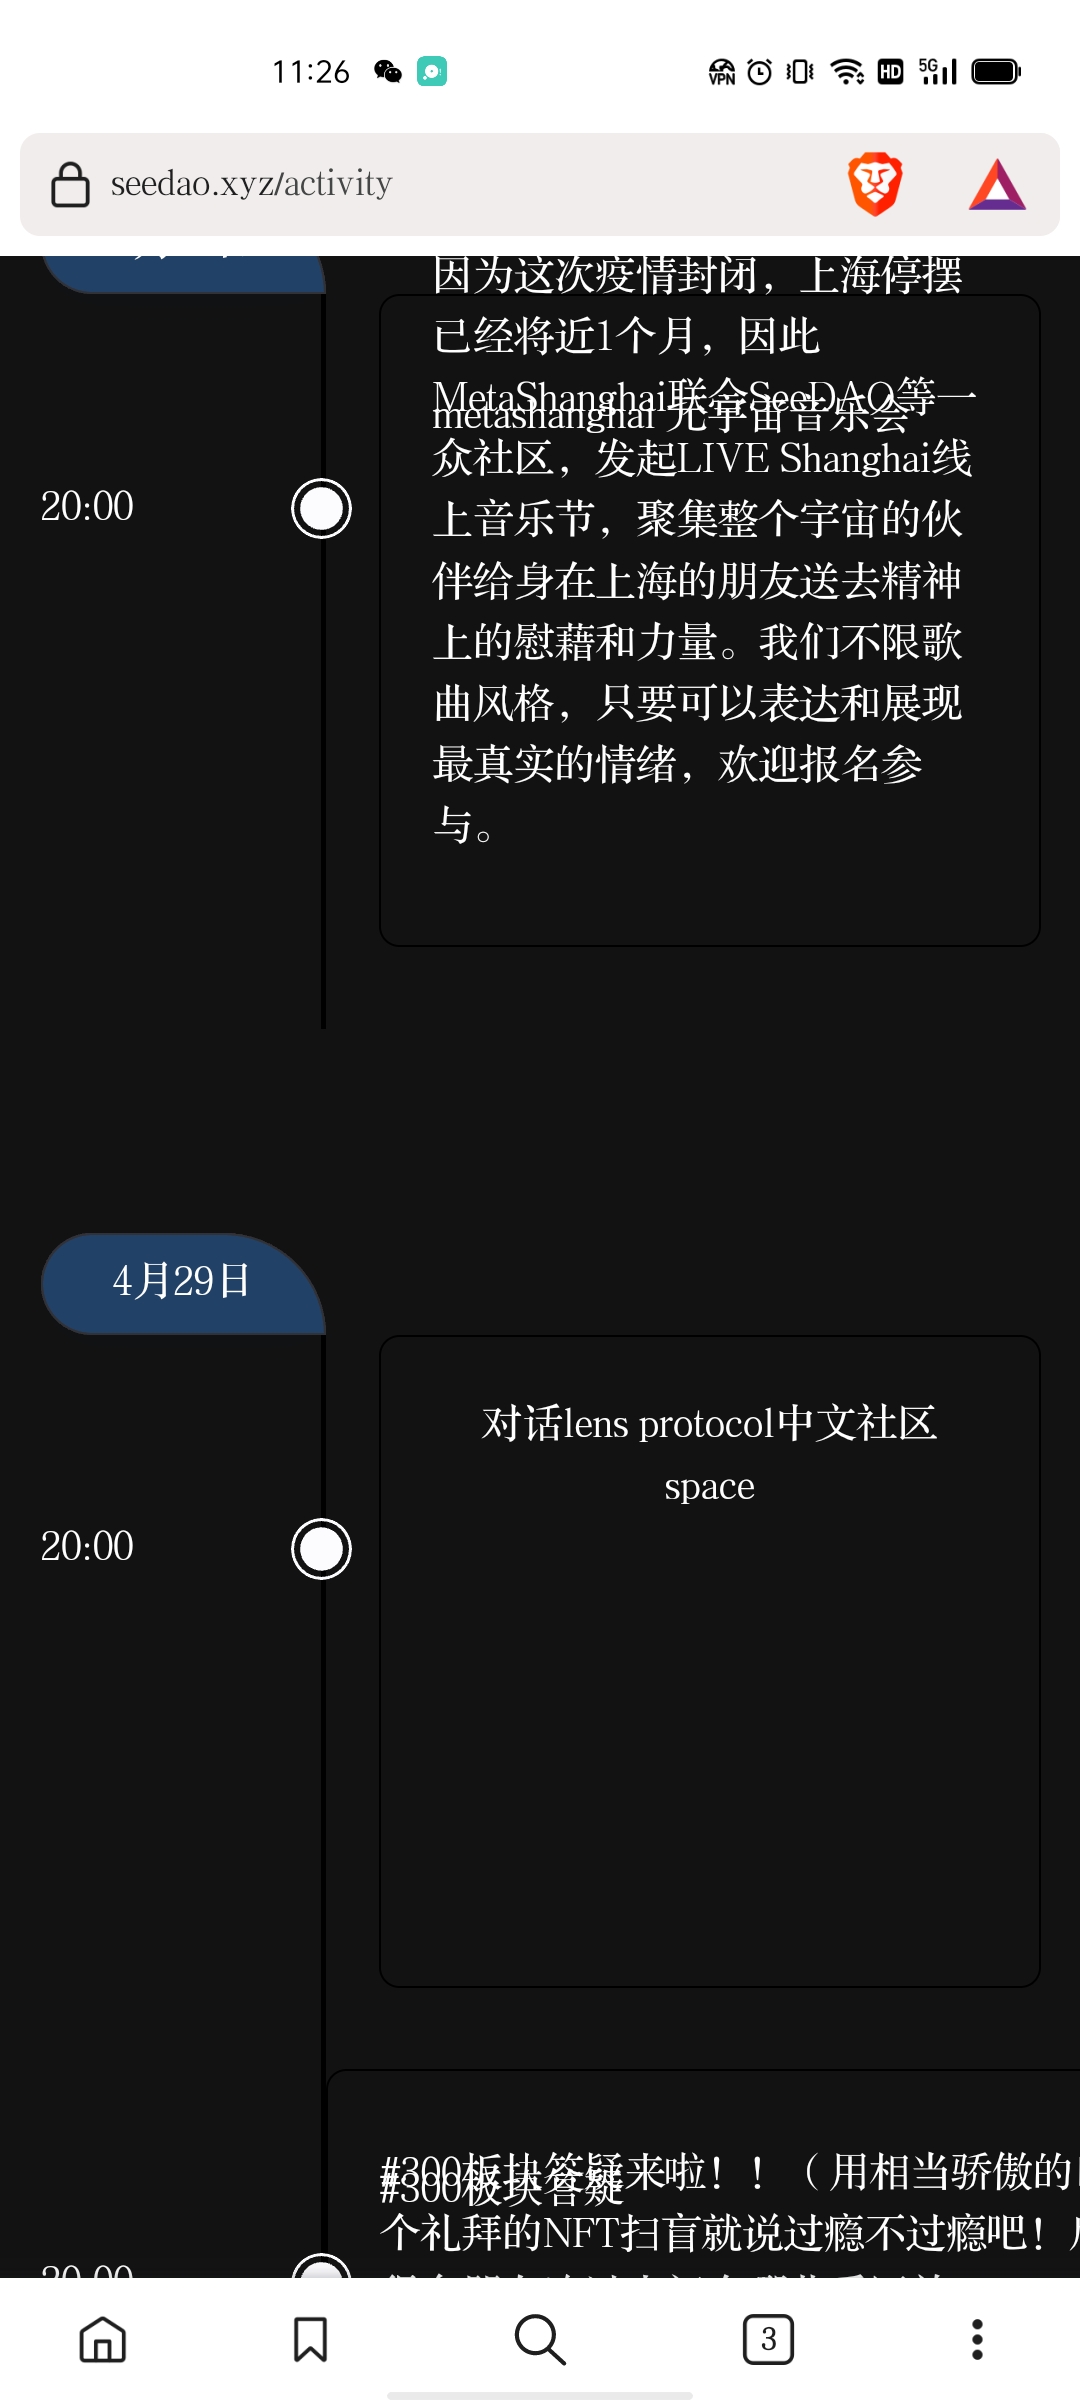 11:26
VPN
HD
5G
seedao.xyz/activity
因为这次疫情封闭，上海停摆
已经将近1个月，因此
MetaShanghai联合SeeDAO等一
metashanghai 元宇宙音乐会
众社区，发起LIVE Shanghai线
20:00
上音乐节，聚集整个宇宙的伙
伴给身在上海的朋友送去精神
上的慰藉和力量。我们不限歌
曲风格，只要可以表达和展现
最真实的情绪，欢迎报名参
与。
4月29日
对话lens protocol中文社区
space
20:00
#300板块答疑来啦！！（用相当骄傲的
#300板块答疑
个礼拜的NFT扫盲就说过瘾不过瘾吧！
20:00
3